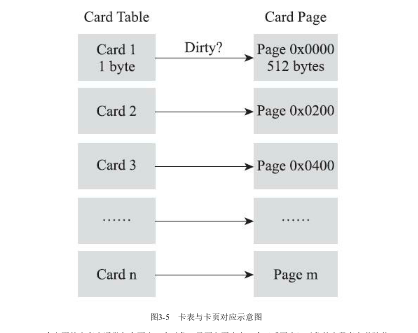 Card Table Card Page
Card 1 Dirty? Page 0x0000
1 byte 512 bytes
Card 2 Page 0x0200
Card 3 Page 0x0400
...... ......
Card n Page m
图3-5 卡表与卡页对应示意图